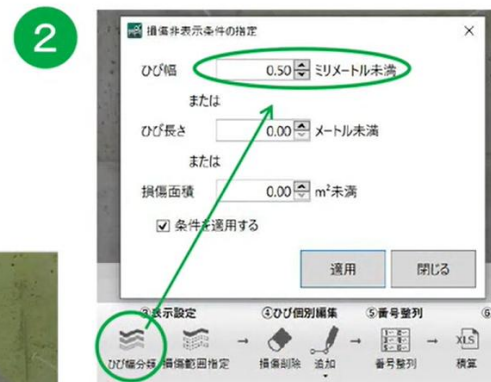 2
損傷非表示条件の指定
ひび幅 0.50 ミリメートル未満
または
ひび長さ 0.00 メートル未満
または
損傷面積 0.00 m²未満
条件を適用する
適用 閉じる
表示設定 ④ひび個別編集 ⑤番号整列 ⑥
ひび幅分類 損傷範囲指定 損傷削除 追加 番号整列 XLS 積算